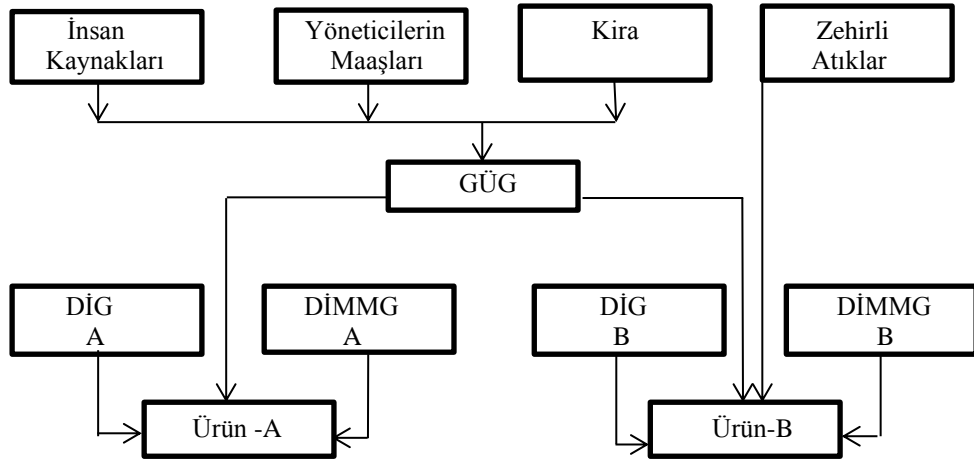 İnsan
Kaynakları
Yöneticilerin
Maaşları
Kira
Zehirli
Atıklar
GÜG
DİG
A
DİMMG
A
DİG
B
DİMMG
B
Ürün -A
Ürün-B